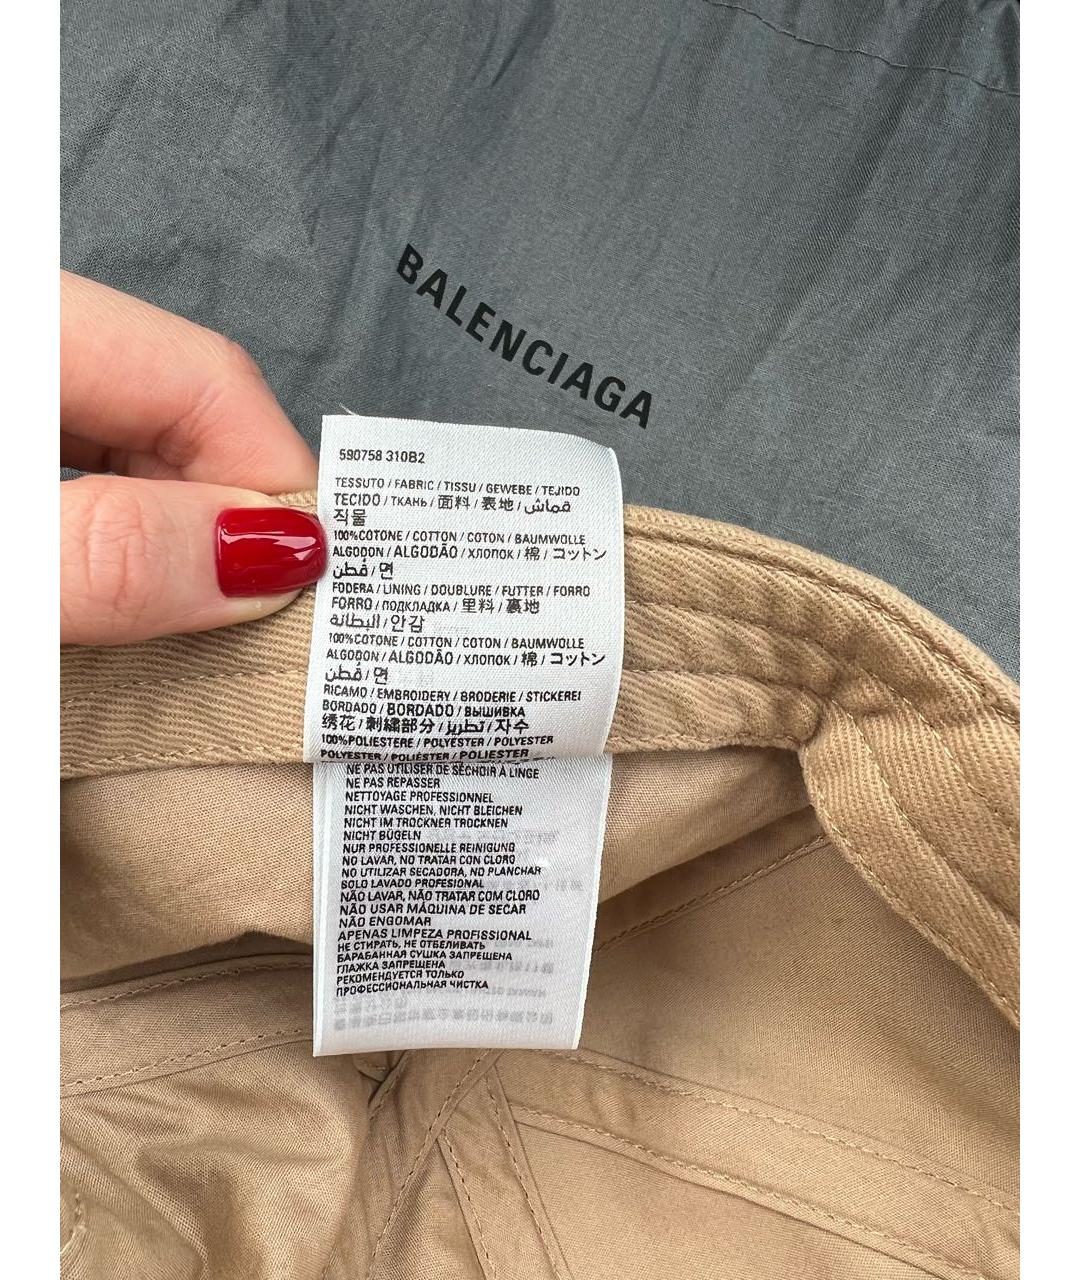 BALENCIAGA
590758 310B2
TESSUTO / FABRIC / TISSU / GEWEBE / TEJIDO
TECIDO / ТКАНЬ / 面料 / 表地 / قماش
직물
100%COTONE / COTTON / COTON / BAUMWOLLE
ALGODON / ALGODÃO / ХЛОПОК / 棉 / コットン
قُطن / 면
FODERA / LINING / DOUBLURE / FUTTER / FORRO
FORRO / ПОДКЛАДКА / 里料 / 裏地
البطانة / 안감
100%COTONE / COTTON / COTON / BAUMWOLLE
ALGODON / ALGODÃO / ХЛОПОК / 棉 / コットン
قُطن / 면
RICAMO / EMBROIDERY / BRODERIE / STICKEREI
BORDADO / BORDADO / ВЫШИВКА
绣花 / 刺繍部分 / تطريز / 자수
100%POLIESTERE / POLYESTER / POLYESTER
POLYESTER / POLIÉSTER / POLIESTER
NE PAS UTILISER DE SÉCHOIR À LINGE
NE PAS REPASSER
NETTOYAGE PROFESSIONNEL
NICHT WASCHEN, NICHT BLEICHEN
NICHT IM TROCKNER TROCKNEN
NICHT BÜGELN
NUR PROFESSIONELLE REINIGUNG
NO LAVAR, NO TRATAR CON CLORO
NO UTILIZAR SECADORA, NO PLANCHAR
SOLO LAVADO PROFESIONAL
NÃO LAVAR, NÃO TRATAR COM CLORO
NÃO USAR MÁQUINA DE SECAR
NÃO ENGOMAR
APENAS LIMPEZA PROFISSIONAL
НЕ СТИРАТЬ, НЕ ОТБЕЛИВАТЬ
БАРАБАННАЯ СУШКА ЗАПРЕЩЕНА
ГЛАЖКА ЗАПРЕЩЕНА
РЕКОМЕНДУЕТСЯ ТОЛЬКО
ПРОФЕССИОНАЛЬНАЯ ЧИСТКА